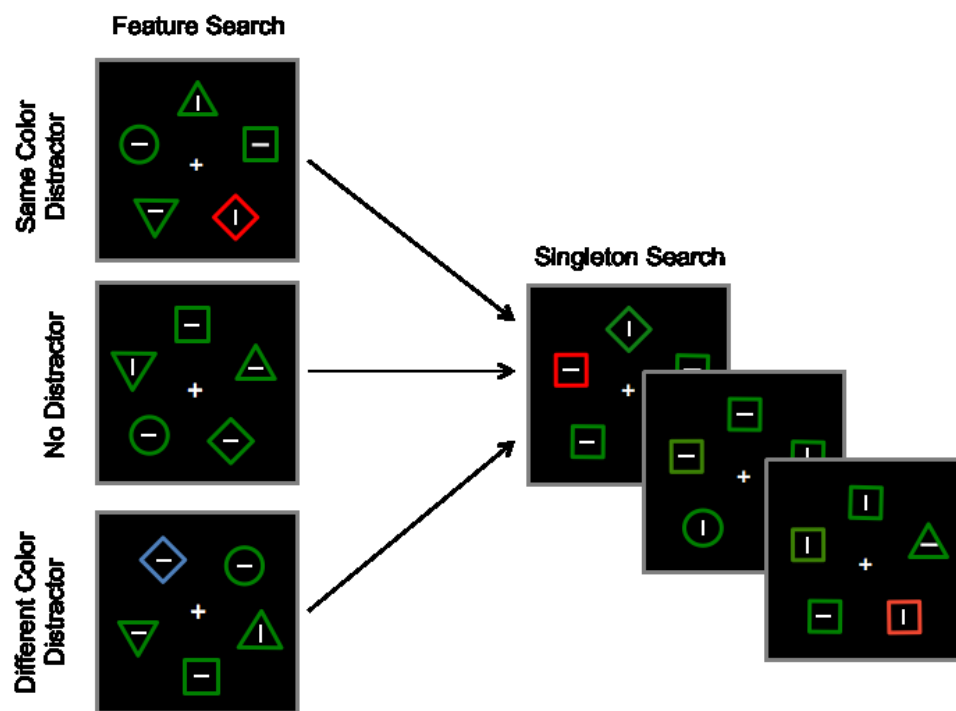 Feature Search
Same Color
Distractor
No Distractor
Different Color
Distractor
Singleton Search